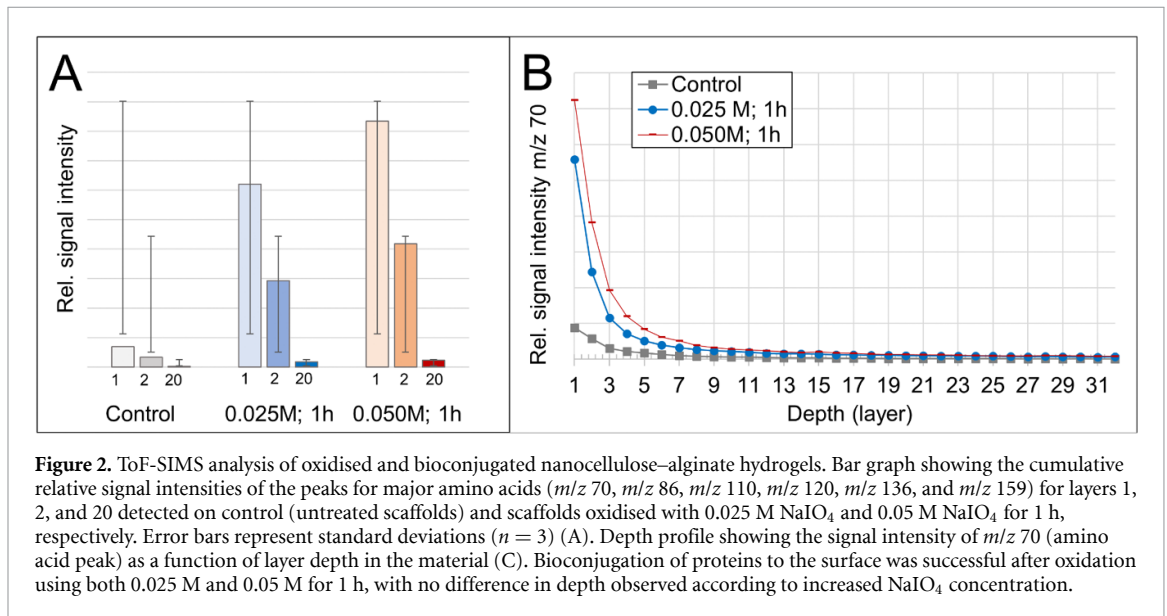 A
Rel. signal intensity
1 2 20 1 2 20 1 2 20
Control 0.025M; 1h 0.050M; 1h
B
Rel. signal intensity m/z 70
Control
0.025 M; 1h
0.050M; 1h
1 3 5 7 9 11 13 15 17 19 21 23 25 27 29 31
Depth (layer)
Figure 2. ToF-SIMS analysis of oxidised and bioconjugated nanocellulose–alginate hydrogels. Bar graph showing the cumulative
relative signal intensities of the peaks for major amino acids (m/z 70, m/z 86, m/z 110, m/z 120, m/z 136, and m/z 159) for layers 1,
2, and 20 detected on control (untreated scaffolds) and scaffolds oxidised with 0.025 M NaIO₄ and 0.05 M NaIO₄ for 1 h,
respectively. Error bars represent standard deviations (n = 3) (A). Depth profile showing the signal intensity of m/z 70 (amino
acid peak) as a function of layer depth in the material (C). Bioconjugation of proteins to the surface was successful after oxidation
using both 0.025 M and 0.05 M for 1 h, with no difference in depth observed according to increased NaIO₄ concentration.